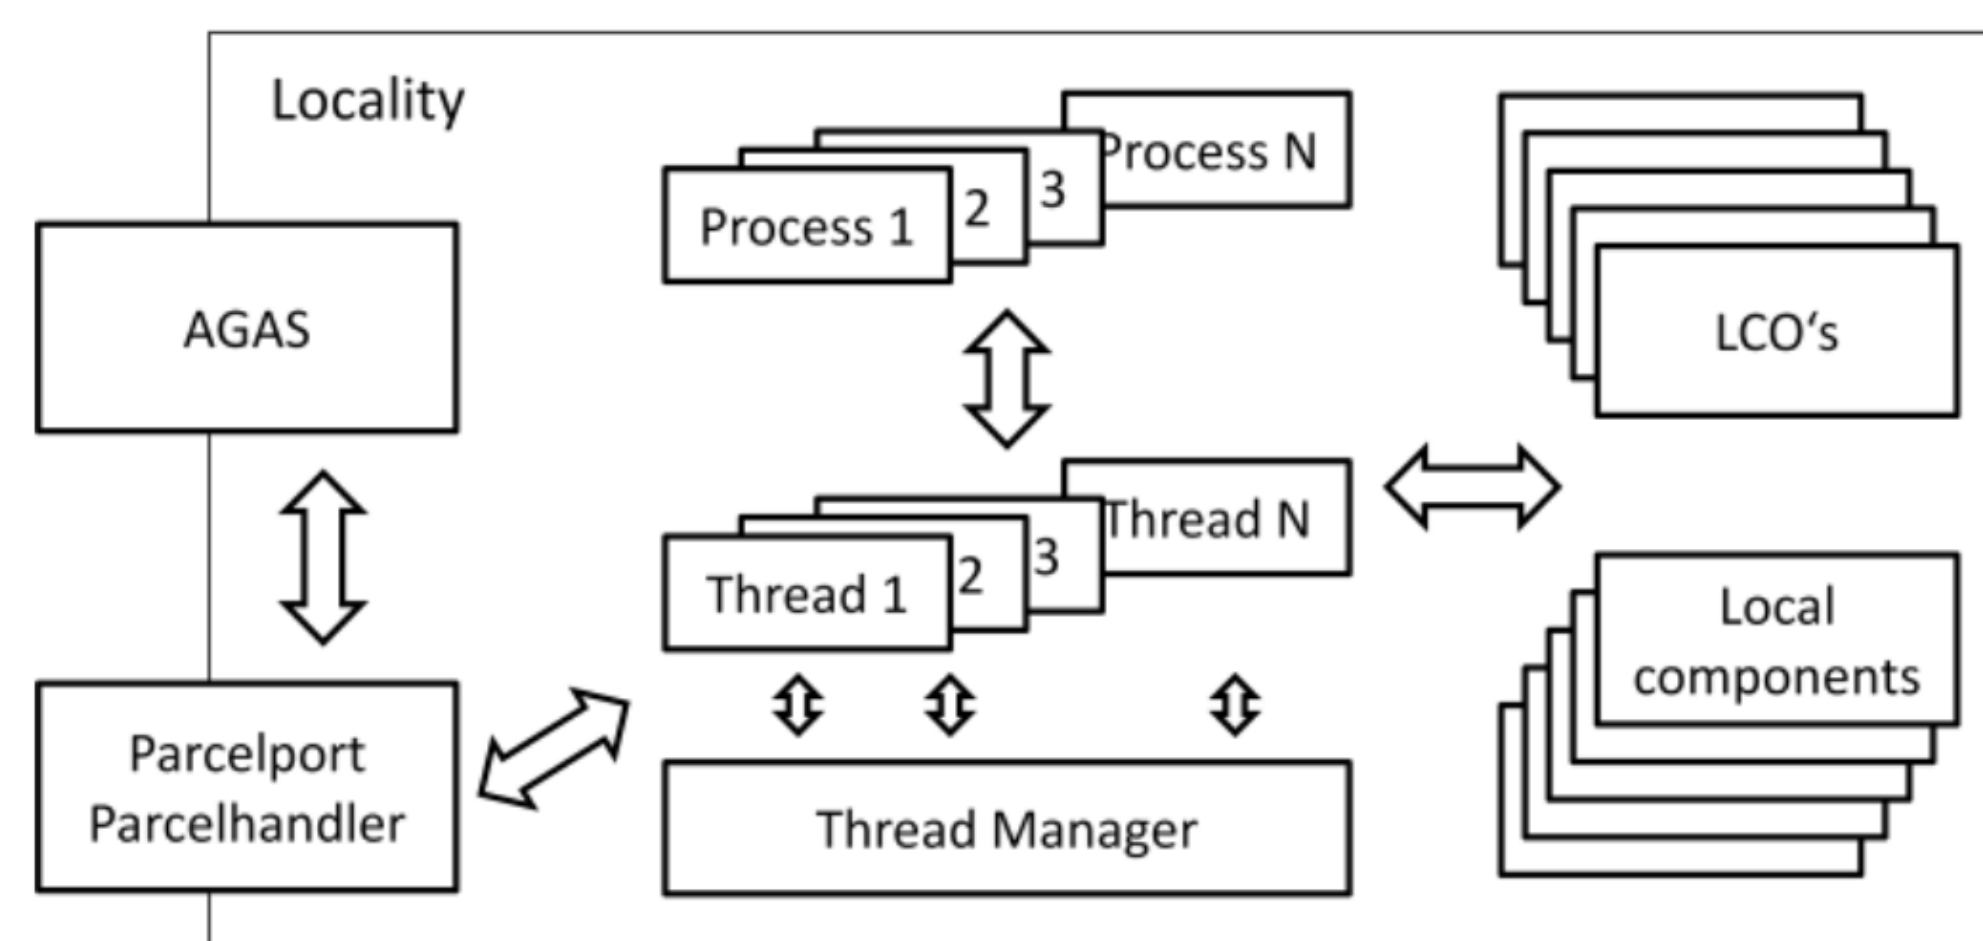 Locality
Process N
3
2
Process 1
AGAS
LCO‘s
Thread N
3
2
Thread 1
Local
components
Parcelport
Parcelhandler
Thread Manager